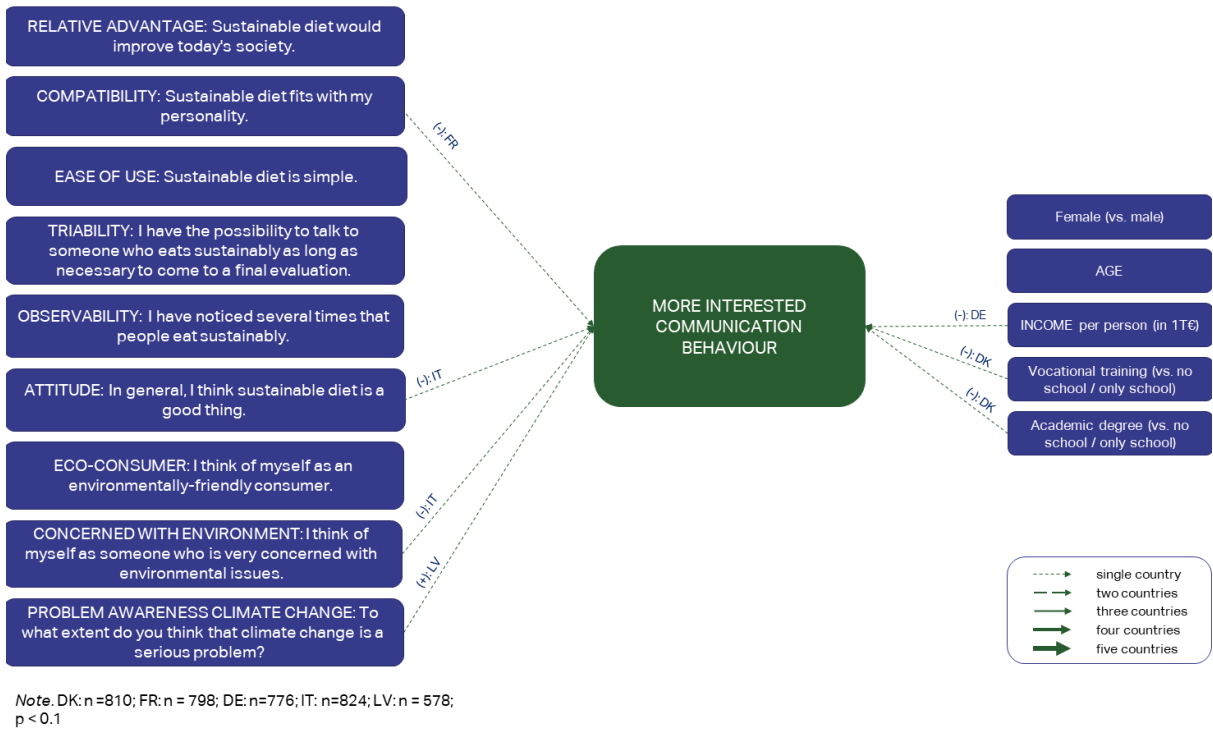 RELATIVE ADVANTAGE: Sustainable diet would
improve today's society.
COMPATIBILITY: Sustainable diet fits with my
personality.
EASE OF USE: Sustainable diet is simple.
TRIABILITY: I have the possibility to talk to
someone who eats sustainably as long as
necessary to come to a final evaluation.
OBSERVABILITY: I have noticed several times that
people eat sustainably.
ATTITUDE: In general, I think sustainable diet is a
good thing.
ECO-CONSUMER: I think of myself as an
environmentally-friendly consumer.
CONCERNED WITH ENVIRONMENT: I think of
myself as someone who is very concerned with
environmental issues.
PROBLEM AWARENESS CLIMATE CHANGE: To
what extent do you think that climate change is a
serious problem?
(-): FR
(-): IT
(-): IT
(+): LV
MORE INTERESTED
COMMUNICATION
BEHAVIOUR
(-): DE
(-): DK
(-): DK
Female (vs. male)
AGE
INCOME per person (in 1T€)
Vocational training (vs. no
school / only school)
Academic degree (vs. no
school / only school)
single country
two countries
three countries
four countries
five countries
Note. DK: n =810; FR: n = 798; DE: n=776; IT: n=824; LV: n = 578;
p < 0.1